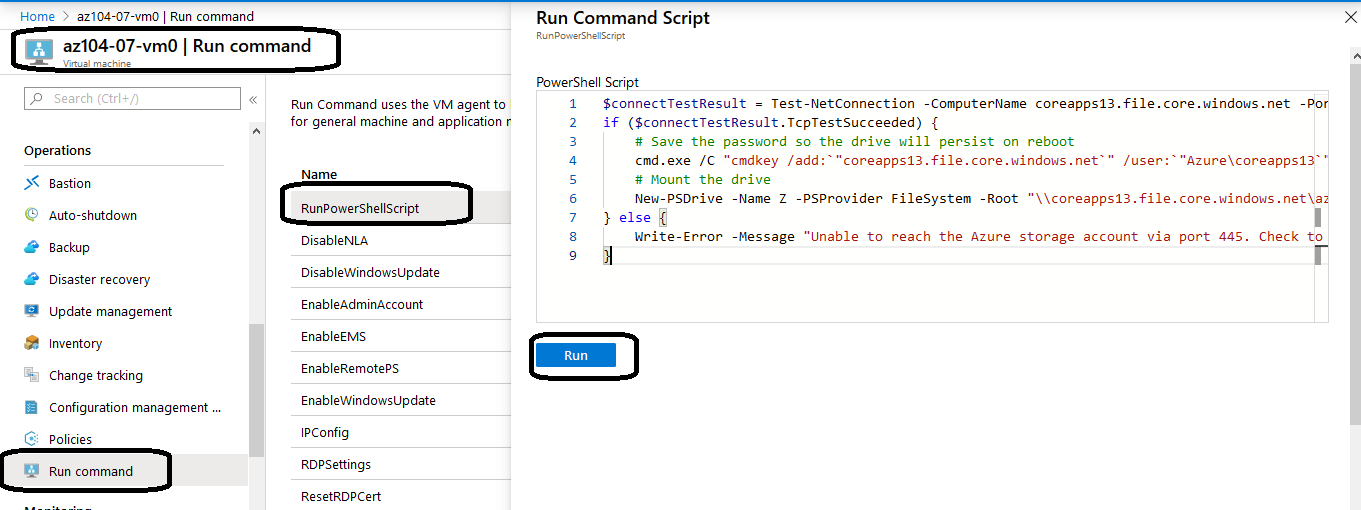 Home > az104-07-vm0 | Run command
az104-07-vm0 | Run command
Virtual machine
Search (Ctrl+/)
«
Operations
Bastion
Auto-shutdown
Backup
Disaster recovery
Update management
Inventory
Change tracking
Configuration management ...
Policies
Run command
Monitoring
Run Command uses the VM agent to
for general machine and application
Name
RunPowerShellScript
DisableNLA
DisableWindowsUpdate
EnableAdminAccount
EnableEMS
EnableRemotePS
EnableWindowsUpdate
IPConfig
RDPSettings
ResetRDPCert
Run Command Script
RunPowerShellScript
PowerShell Script
1 $connectTestResult = Test-NetConnection -ComputerName coreapps13.file.core.windows.net -Por
2 if ($connectTestResult.TcpTestSucceeded) {
3 # Save the password so the drive will persist on reboot
4 cmd.exe /C "cmdkey /add:`"coreapps13.file.core.windows.net`" /user:`"Azure\coreapps13`"
5 # Mount the drive
6 New-PSDrive -Name Z -PSProvider FileSystem -Root "\\coreapps13.file.core.windows.net\az
7 } else {
8 Write-Error -Message "Unable to reach the Azure storage account via port 445. Check to
9 }
Run